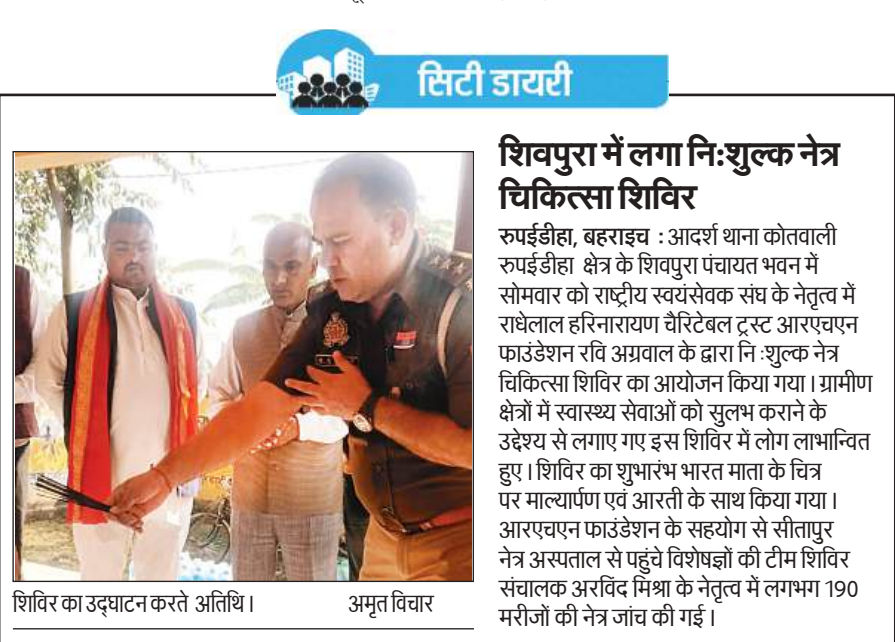 सिटी डायरी
शिवपुरा में लगा नि:शुल्क नेत्र
चिकित्सा शिविर
रुपईडीहा, बहराइच : आदर्श थाना कोतवाली
रुपईडीहा क्षेत्र के शिवपुरा पंचायत भवन में
सोमवार को राष्ट्रीय स्वयंसेवक संघ के नेतृत्व में
राधेलाल हरिनारायण चैरिटेबल ट्रस्ट आरएचएन
फाउंडेशन रवि अग्रवाल के द्वारा नि :शुल्क नेत्र
चिकित्सा शिविर का आयोजन किया गया। ग्रामीण
क्षेत्रों में स्वास्थ्य सेवाओं को सुलभ कराने के
उद्देश्य से लगाए गए इस शिविर में लोग लाभान्वित
हुए। शिविर का शुभारंभ भारत माता के चित्र
पर माल्यार्पण एवं आरती के साथ किया गया।
आरएचएन फाउंडेशन के सहयोग से सीतापुर
नेत्र अस्पताल से पहुंचे विशेषज्ञों की टीम शिविर
संचालक अरविंद मिश्रा के नेतृत्व में लगभग 190
मरीजों की नेत्र जांच की गई।
शिविर का उद्घाटन करते अतिथि। अमृत विचार